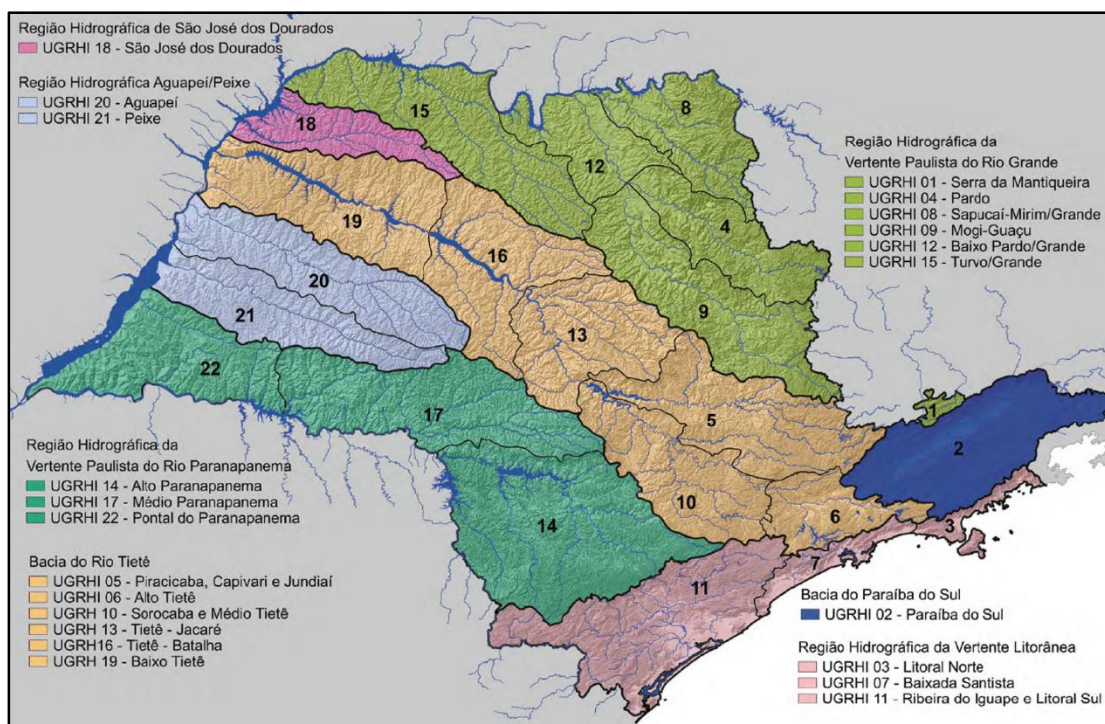 Região Hidrográfica de São José dos Dourados
UGRHI 18 - São José dos Dourados
Região Hidrográfica Aguapeí/Peixe
UGRHI 20 - Aguapeí
UGRHI 21 - Peixe
Região Hidrográfica da
Vertente Paulista do Rio Grande
UGRHI 01 - Serra da Mantiqueira
UGRHI 04 - Pardo
UGRHI 08 - Sapucaí-Mirim/Grande
UGRHI 09 - Mogi-Guaçu
UGRHI 12 - Baixo Pardo/Grande
UGRHI 15 - Turvo/Grande
8
15
18
12
4
19
16
20
9
13
21
22
17
5
1
2
10
6
3
14
7
11
Região Hidrográfica da
Vertente Paulista do Rio Paranapanema
UGRHI 14 - Alto Paranapanema
UGRHI 17 - Médio Paranapanema
UGRHI 22 - Pontal do Paranapanema
Bacia do Rio Tietê
UGRHI 05 - Piracicaba, Capivari e Jundiaí
UGRHI 06 - Alto Tietê
UGRH 10 - Sorocaba e Médio Tietê
UGRH 13 - Tietê - Jacaré
UGRH16 - Tietê - Batalha
UGRH 19 - Baixo Tietê
Bacia do Paraíba do Sul
UGRHI 02 - Paraíba do Sul
Região Hidrográfica da Vertente Litorânea
UGRHI 03 - Litoral Norte
UGRHI 07 - Baixada Santista
UGRHI 11 - Ribeira do Iguape e Litoral Sul